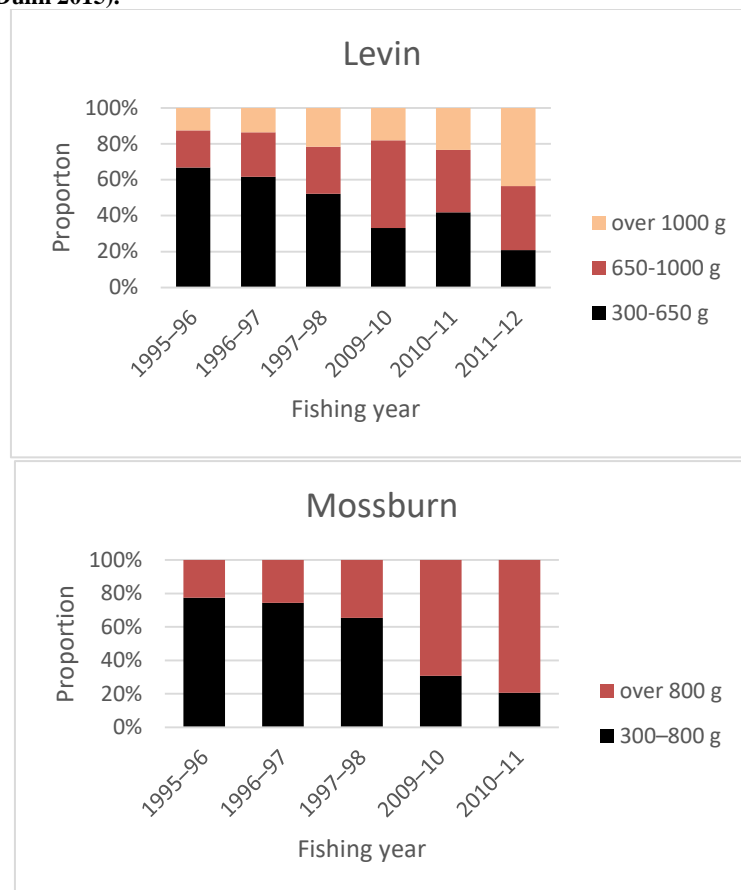 Dunn 2015).
Levin
100%
80%
60%
40%
20%
0%
Proporton
1995–96
1996–97
1997–98
2009–10
2010–11
2011–12
Fishing year
over 1000 g
650-1000 g
300-650 g
Mossburn
100%
80%
60%
40%
20%
0%
Proportion
1995–96
1996–97
1997–98
2009–10
2010–11
Fishing year
over 800 g
300–800 g